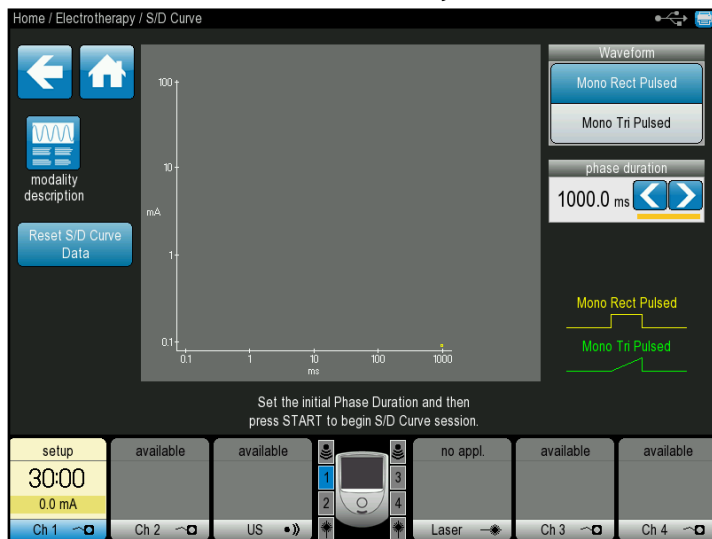 Home / Electrotherapy / S/D Curve
Waveform
Mono Rect Pulsed
Mono Tri Pulsed
modality
description
Reset S/D Curve
Data
phase duration
1000.0 ms
100
10
mA
1
0.1
0.1 1 10 100 1000
ms
Mono Rect Pulsed
Mono Tri Pulsed
Set the initial Phase Duration and then
press START to begin S/D Curve session.
setup
30:00
0.0 mA
Ch 1
available
Ch 2
available
US
1
2
3
4
no appl.
Laser
available
Ch 3
available
Ch 4